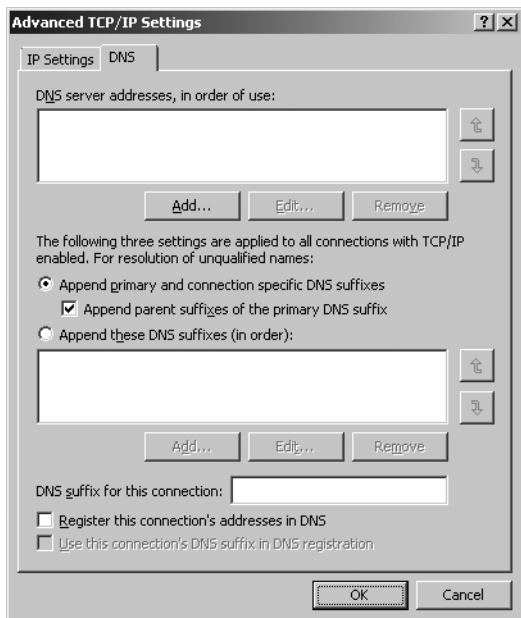 Advanced TCP/IP Settings
IP Settings DNS
DNS server addresses, in order of use:
Add... Edit... Remove
The following three settings are applied to all connections with TCP/IP
enabled. For resolution of unqualified names:
Append primary and connection specific DNS suffixes
Append parent suffixes of the primary DNS suffix
Append these DNS suffixes (in order):
Add... Edit... Remove
DNS suffix for this connection:
Register this connection's addresses in DNS
Use this connection's DNS suffix in DNS registration
OK Cancel